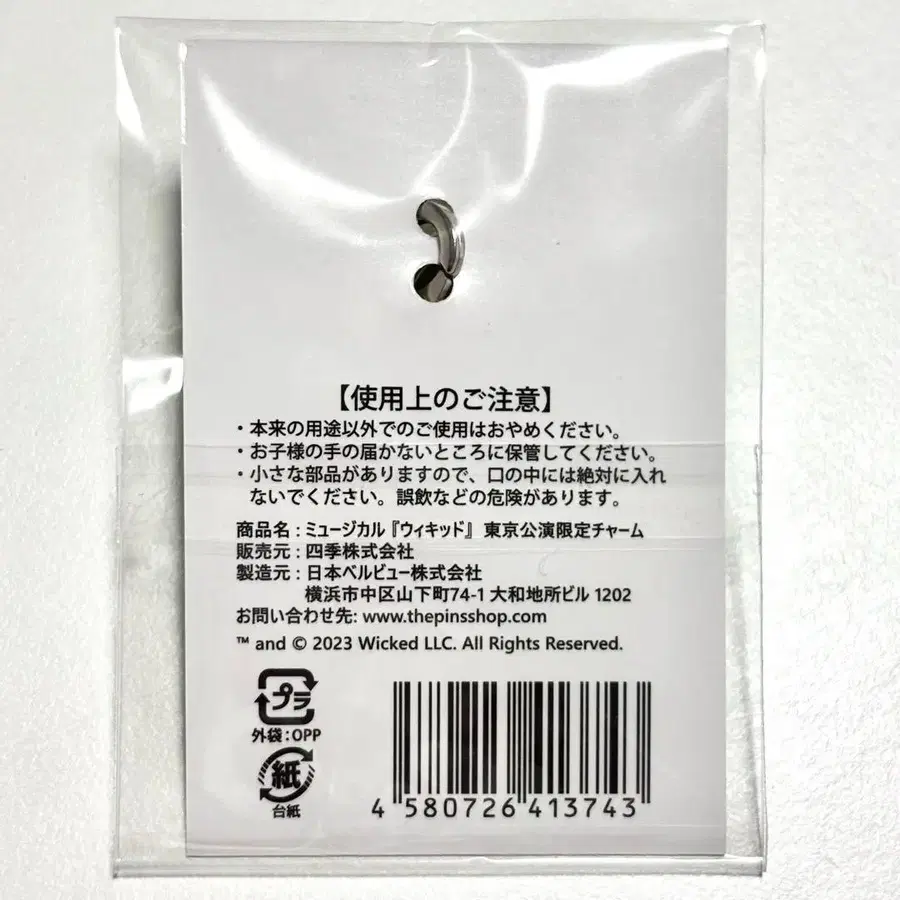 【使用上のご注意】
・本来の用途以外でのご使用はおやめください。
・お子様の手の届かないところに保管してください。
・小さな部品がありますので、口の中には絶対に入れ
ないでください。誤飲などの危険があります。
商品名：ミュージカル『ウィキッド』 東京公演限定チャーム
販売元：四季株式会社
製造元：日本ベルビュー株式会社
横浜市中区山下町74-1 大和地所ビル 1202
お問い合わせ先: www.thepinsshop.com
™ and © 2023 Wicked LLC. All Rights Reserved.
プラ
外袋：OPP
紙
台紙
4 580726 413743